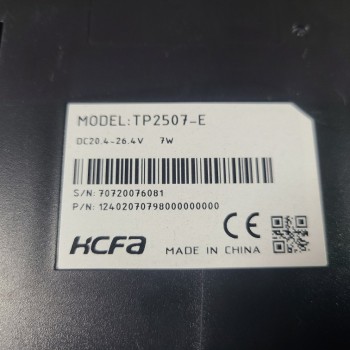 MODEL:TP2507-E
DC20.4-26.4V 7W
S/N: 70720076081
P/N: 12402070798000000000
CE
HCFA MADE IN CHINA